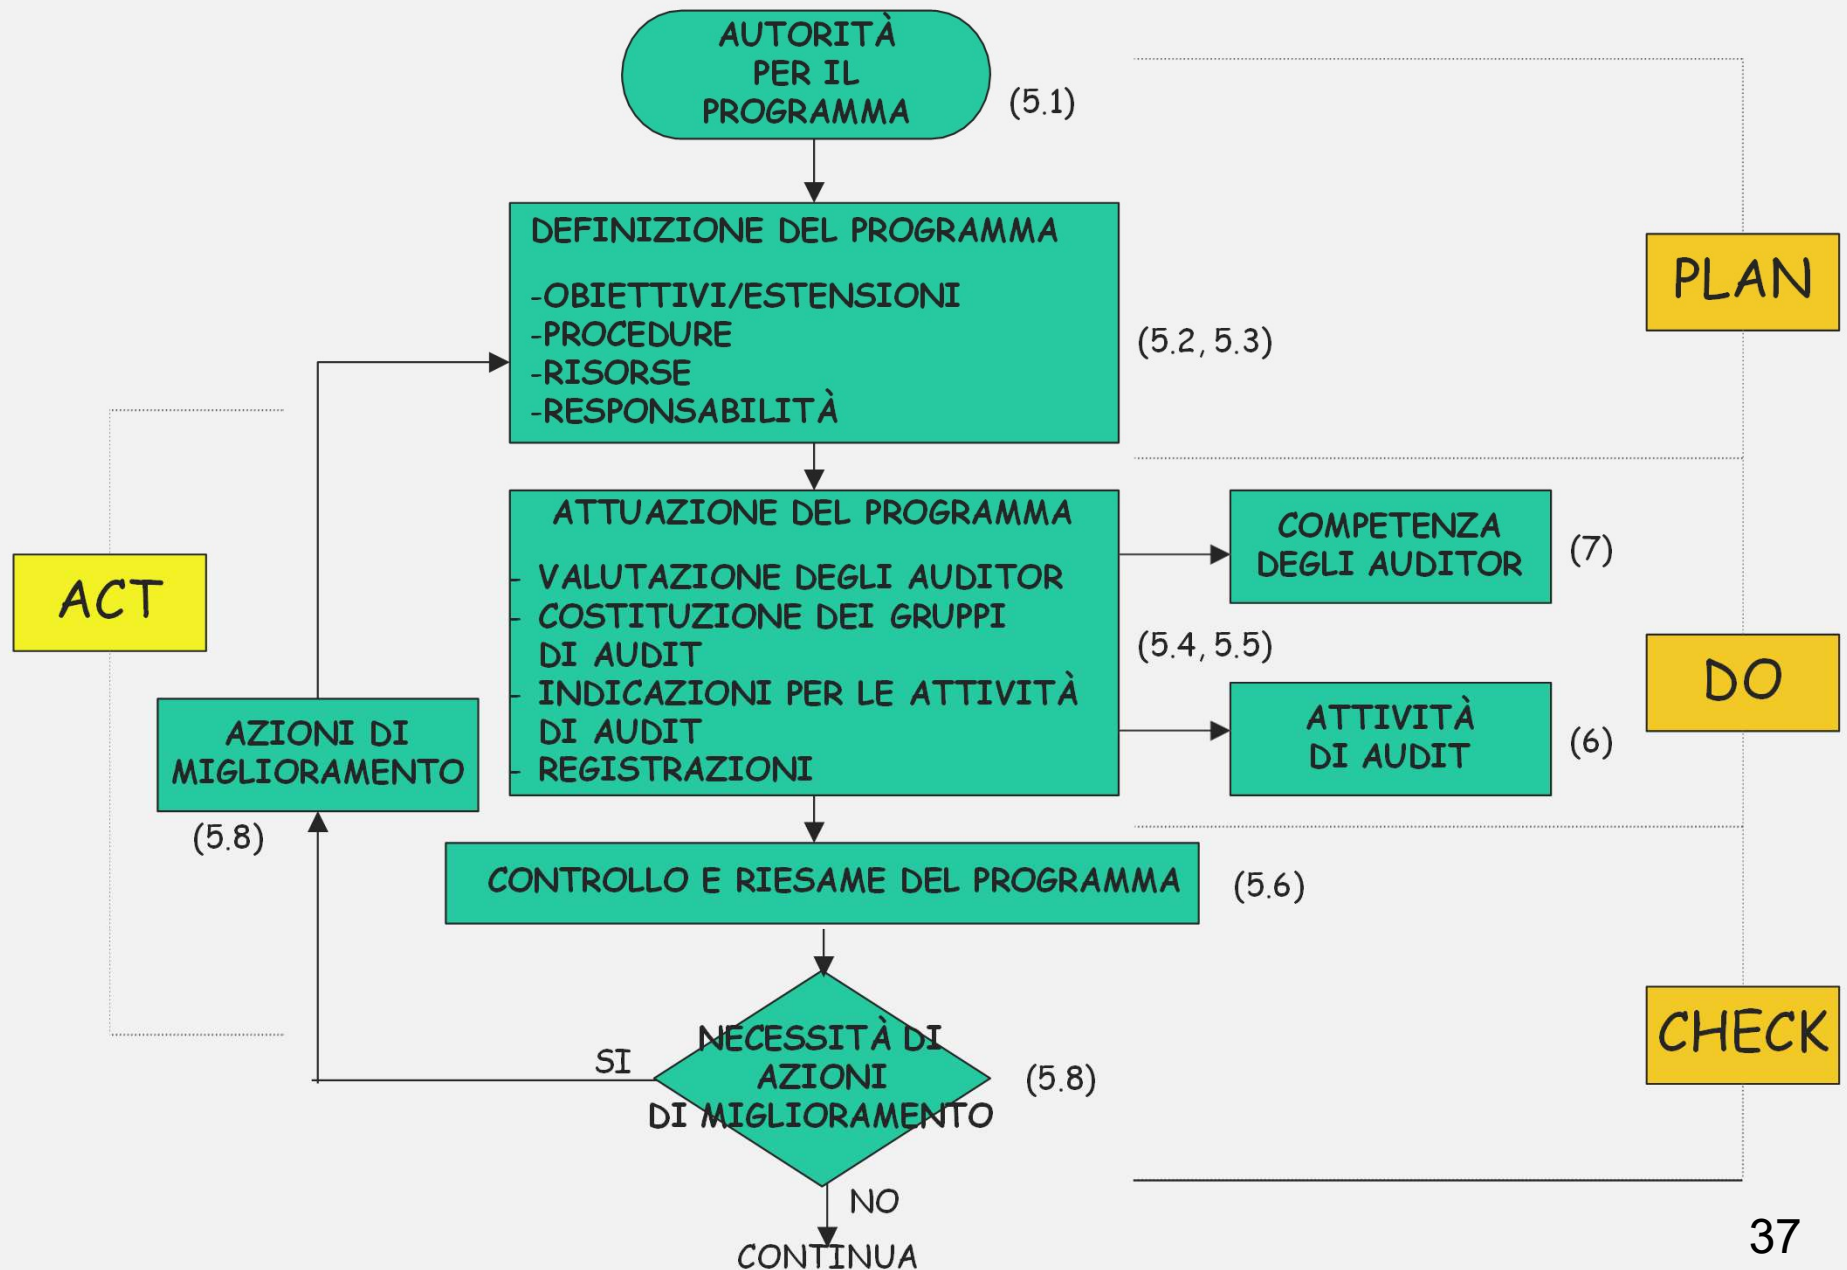 AUTORITÀ
PER IL
PROGRAMMA
(5.1)
DEFINIZIONE DEL PROGRAMMA
-OBIETTIVI/ESTENSIONI
-PROCEDURE
-RISORSE
-RESPONSABILITÀ
(5.2, 5.3)
PLAN
ATTUAZIONE DEL PROGRAMMA
- VALUTAZIONE DEGLI AUDITOR
- COSTITUZIONE DEI GRUPPI
DI AUDIT
- INDICAZIONI PER LE ATTIVITÀ
DI AUDIT
- REGISTRAZIONI
(5.4, 5.5)
COMPETENZA
DEGLI AUDITOR
(7)
ATTIVITÀ
DI AUDIT
(6)
DO
ACT
AZIONI DI
MIGLIORAMENTO
(5.8)
CONTROLLO E RIESAME DEL PROGRAMMA
(5.6)
NECESSITÀ DI
AZIONI
DI MIGLIORAMENTO
(5.8)
SI
NO
CONTINUA
CHECK
37